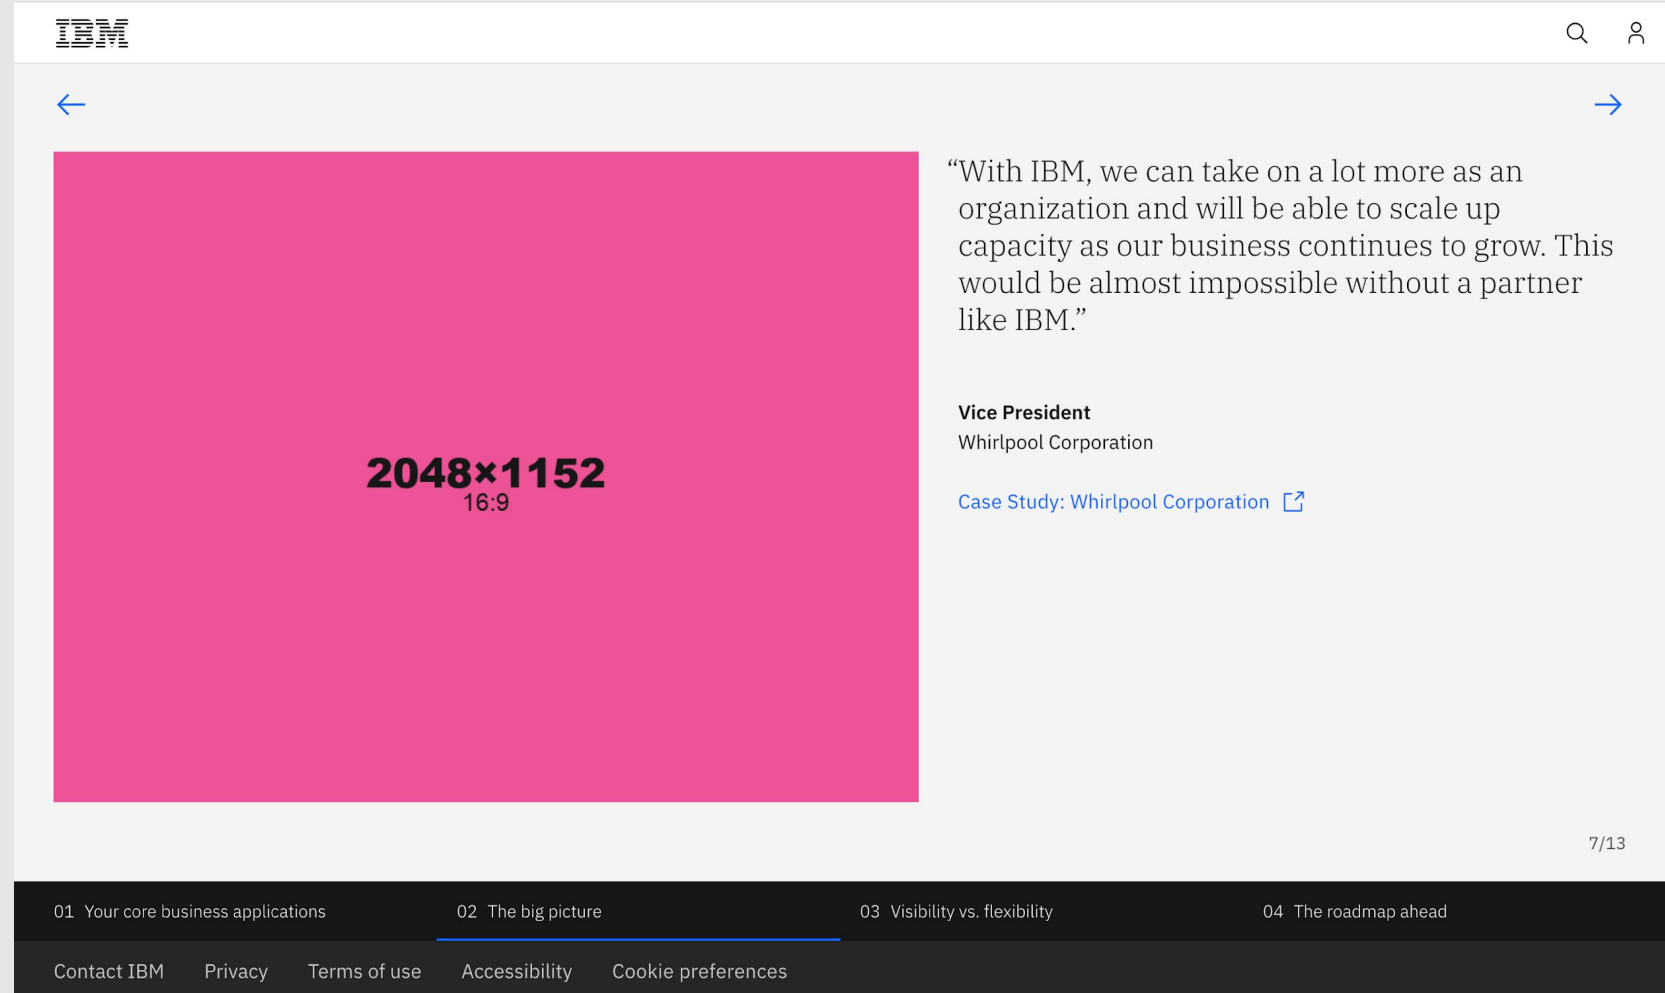 IBM
2048×1152
16:9
“With IBM, we can take on a lot more as an
organization and will be able to scale up
capacity as our business continues to grow. This
would be almost impossible without a partner
like IBM.”
Vice President
Whirlpool Corporation
Case Study: Whirlpool Corporation
7/13
01 Your core business applications
02 The big picture
03 Visibility vs. flexibility
04 The roadmap ahead
Contact IBM
Privacy
Terms of use
Accessibility
Cookie preferences